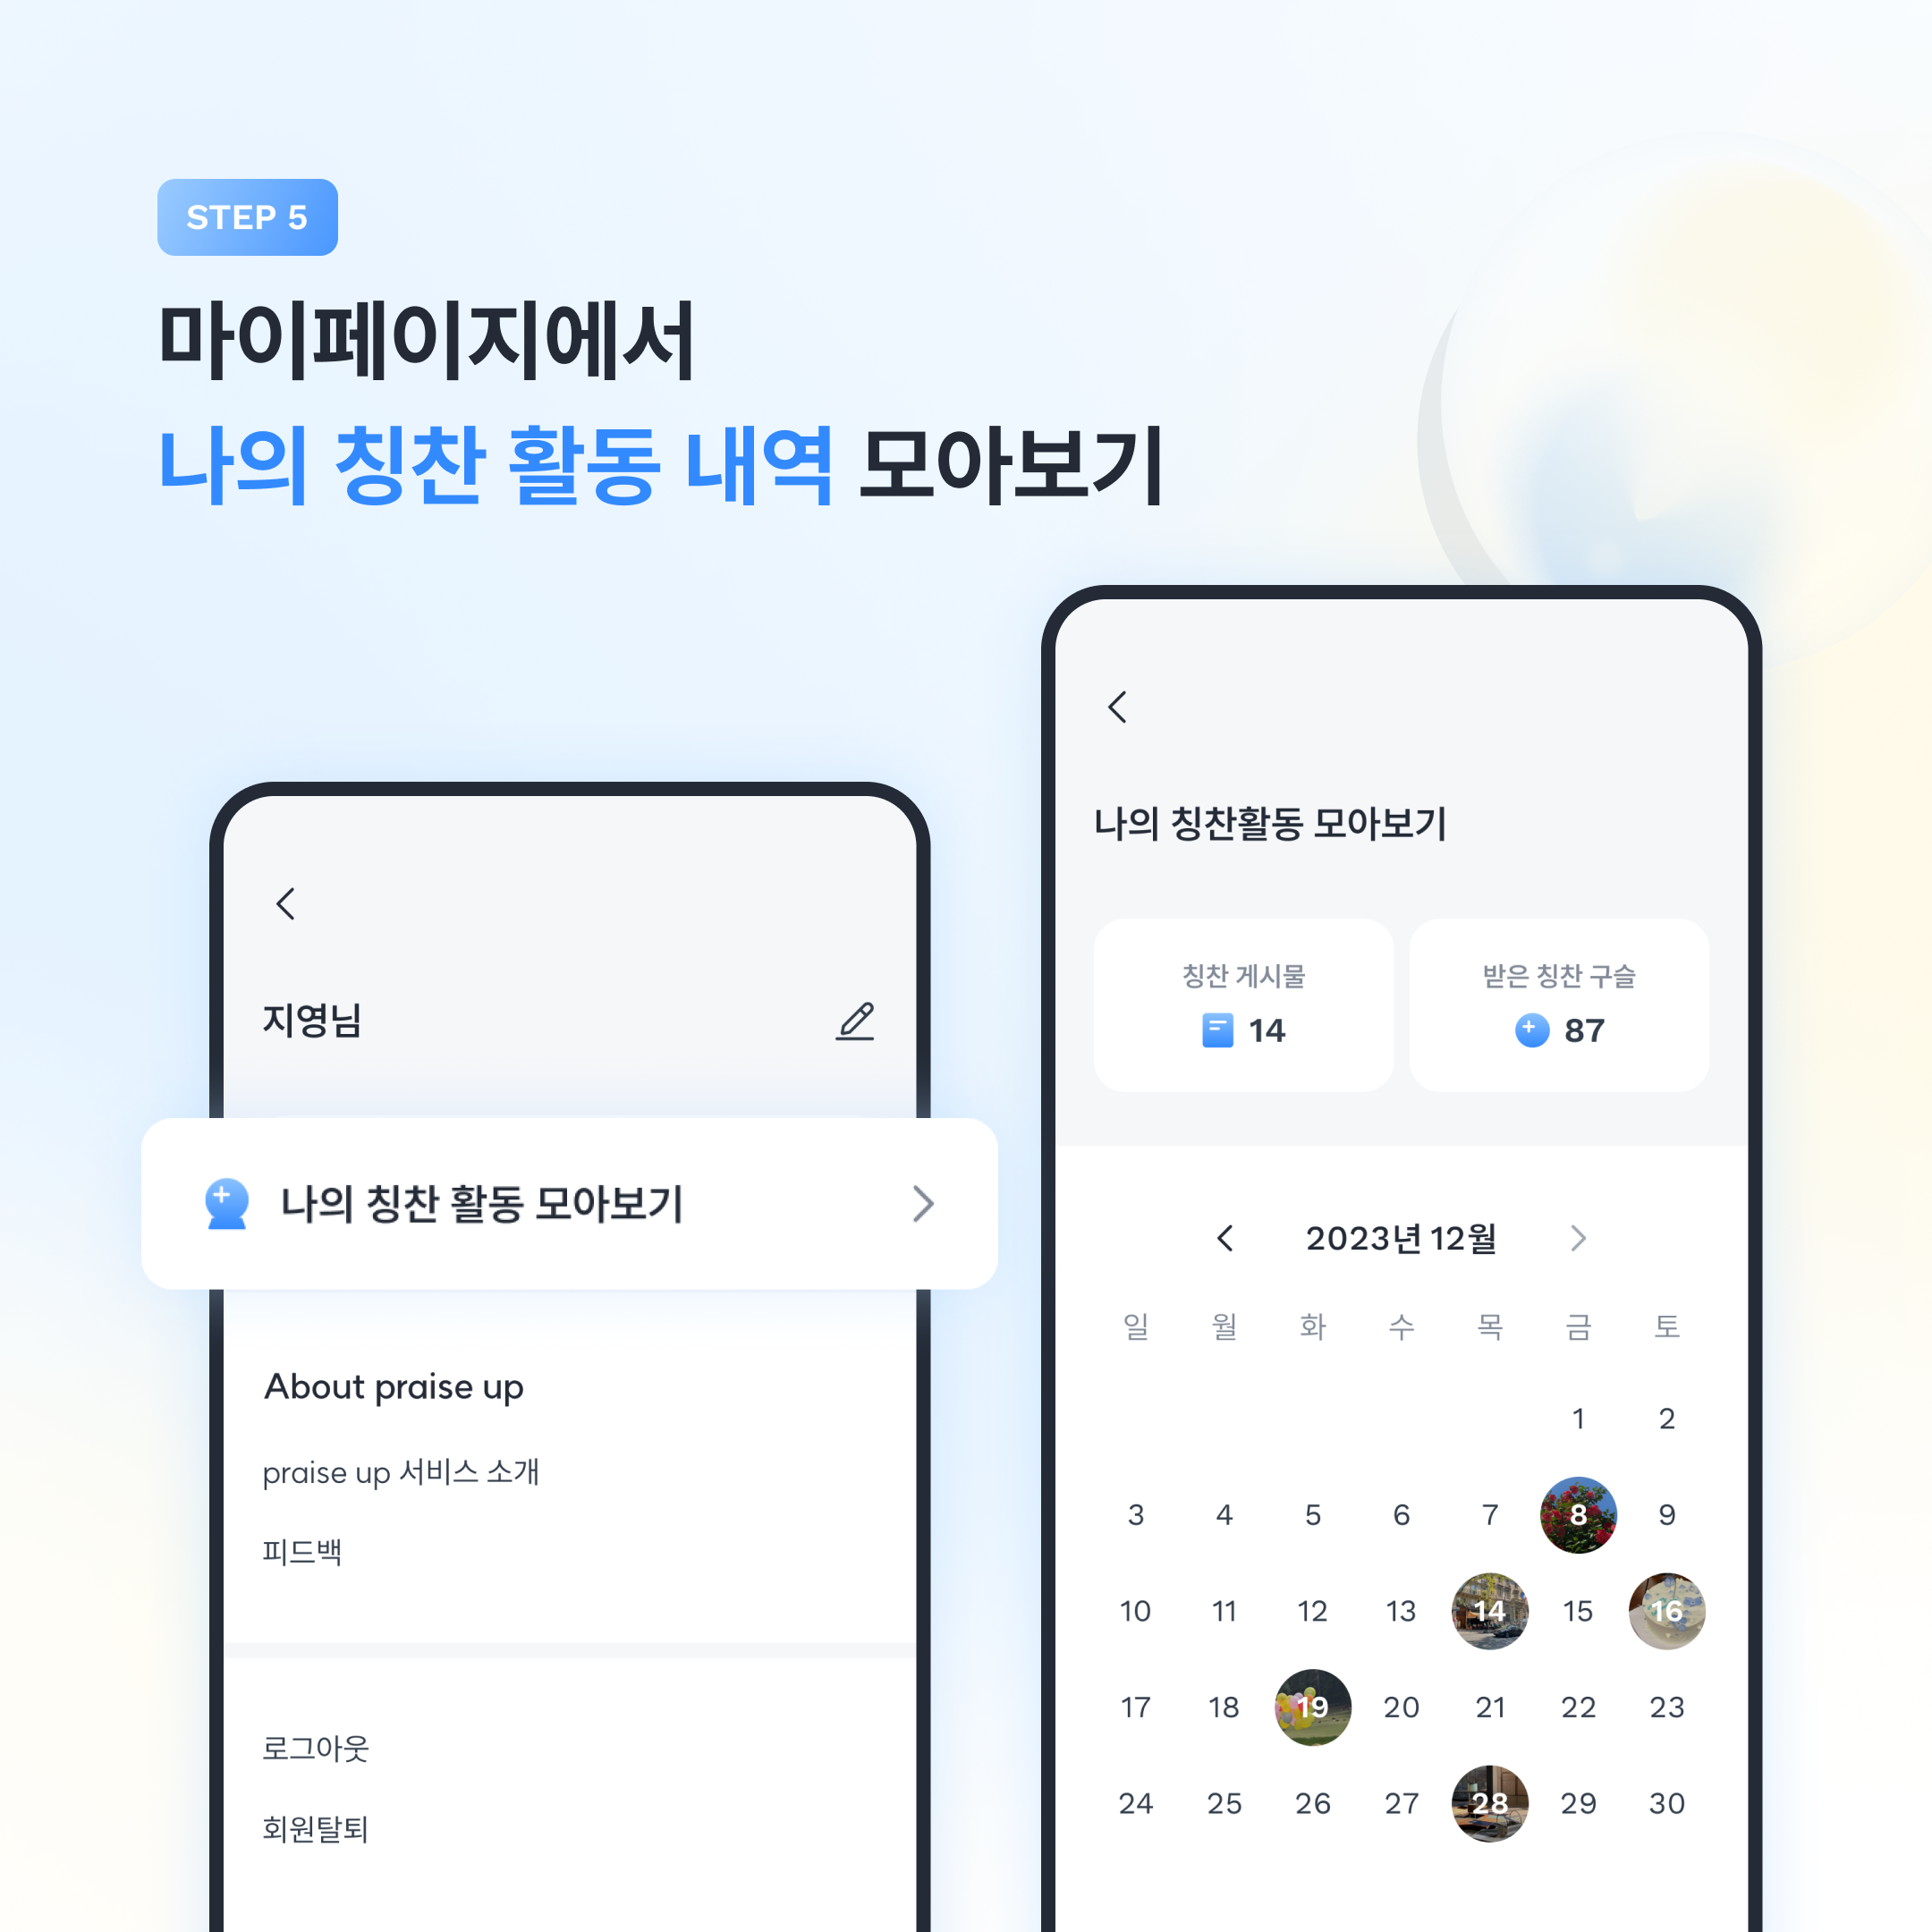 STEP 5
마이페이지에서
나의 칭찬 활동 내역 모아보기
지영님
나의 칭찬 활동 모아보기
About praise up
praise up 서비스 소개
피드백
로그아웃
회원탈퇴
나의 칭찬활동 모아보기
칭찬 게시물 받은 칭찬 구슬
14 87
2023년 12월
일 월 화 수 목 금 토
1 2
3 4 5 6 7 8 9
10 11 12 13 14 15 16
17 18 19 20 21 22 23
24 25 26 27 28 29 30